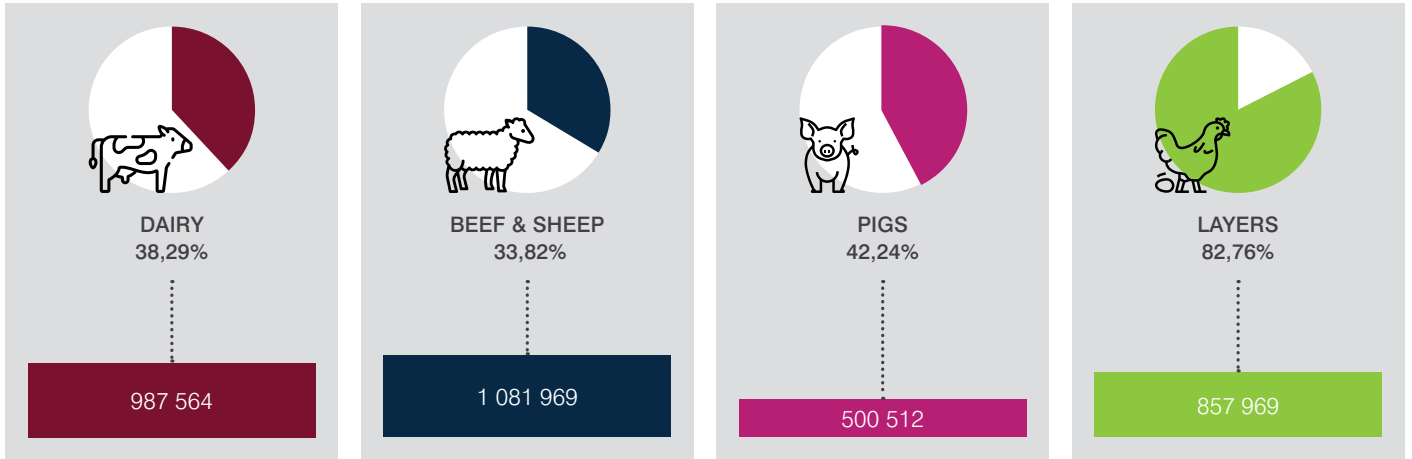 DAIRY
38,29%
987 564
BEEF & SHEEP
33,82%
1 081 969
PIGS
42,24%
500 512
LAYERS
82,76%
857 969